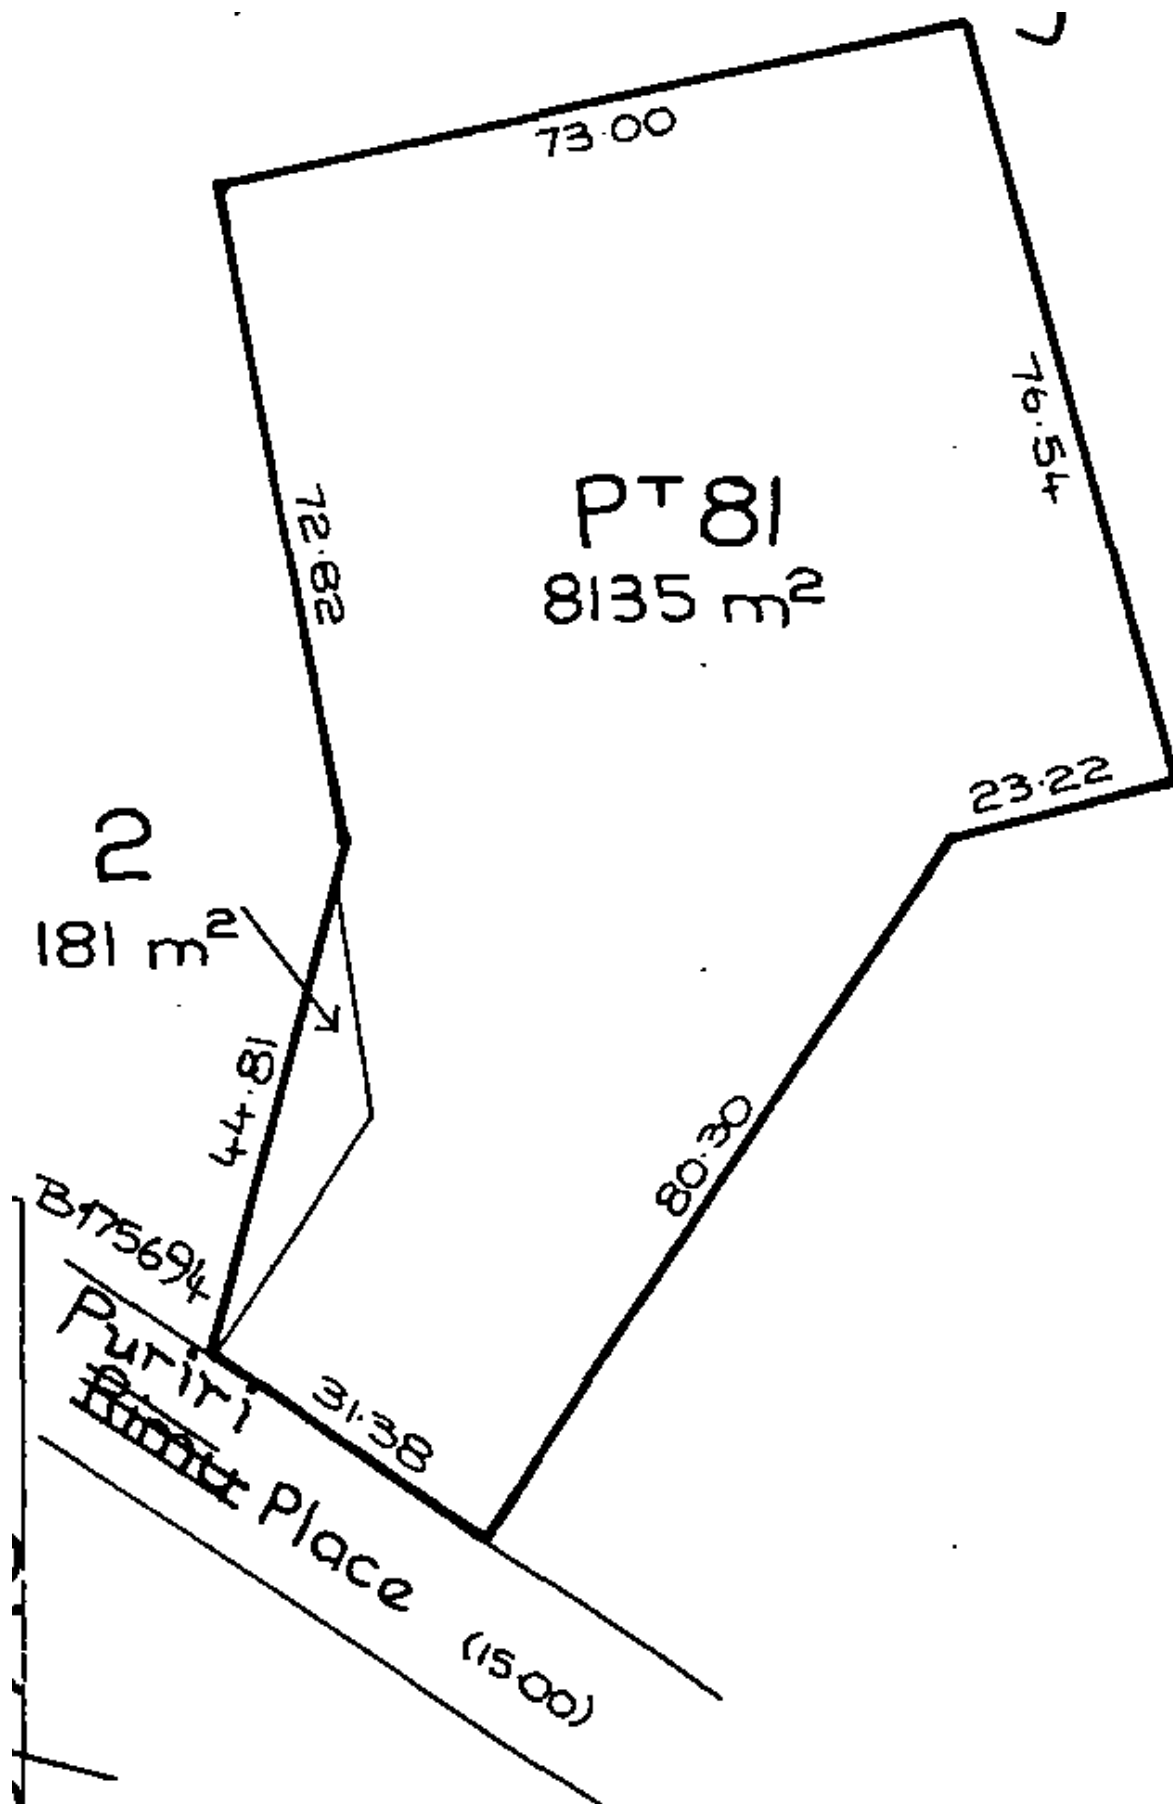 73·00
76·54
PT 81
8135 m²
72·82
23·22
2
181 m²
44·81
80·30
B175694
Puriri
31·38
Place
(15·00)